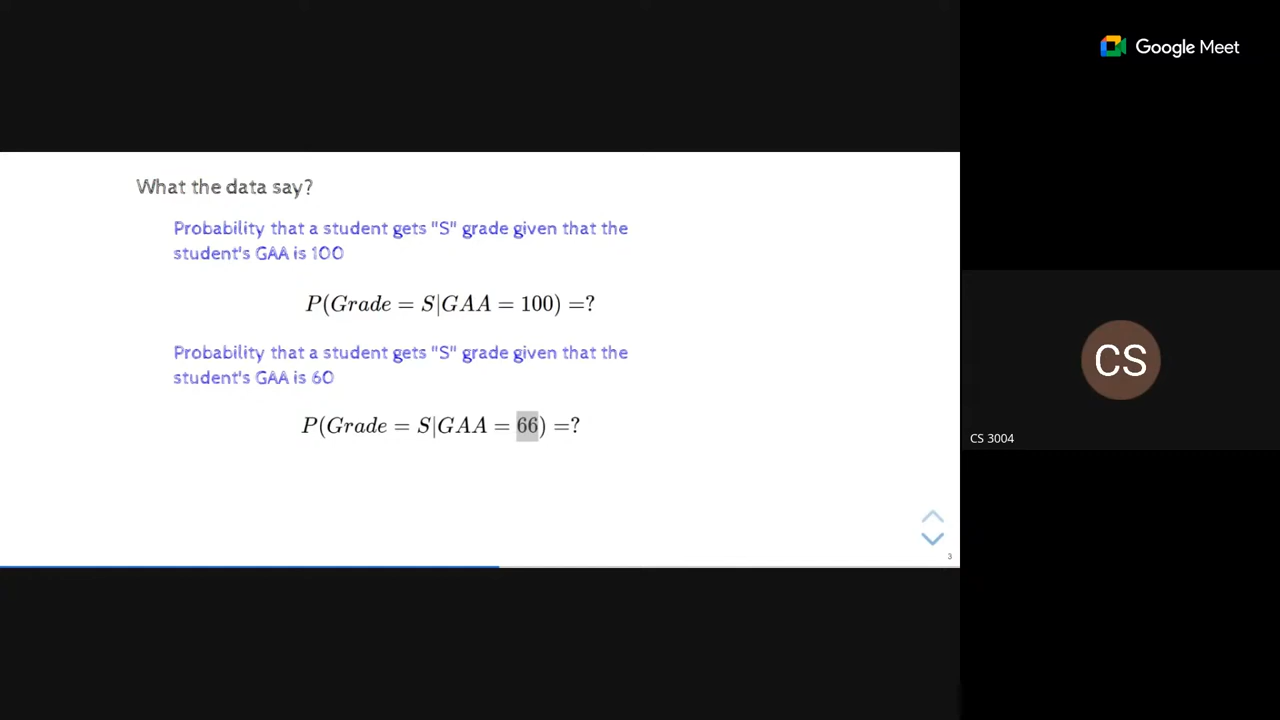 Google Meet
What the data say?
Probability that a student gets "S" grade given that the
student's GAA is 100
P(Grade = S|GAA = 100) =?
Probability that a student gets "S" grade given that the
student's GAA is 60
P(Grade = S|GAA = 66) =?
CS
CS 3004
3